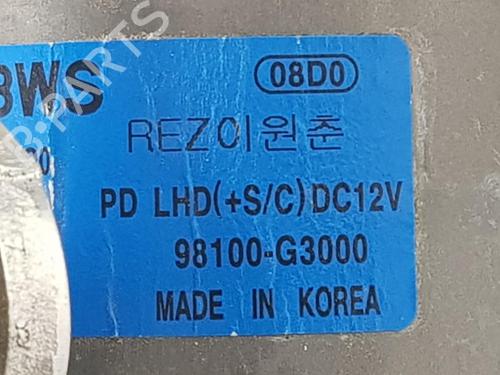 BWS
08D0
REZ이원춘
PD LHD(+S/C)DC12V
98100-G3000
MADE IN KOREA